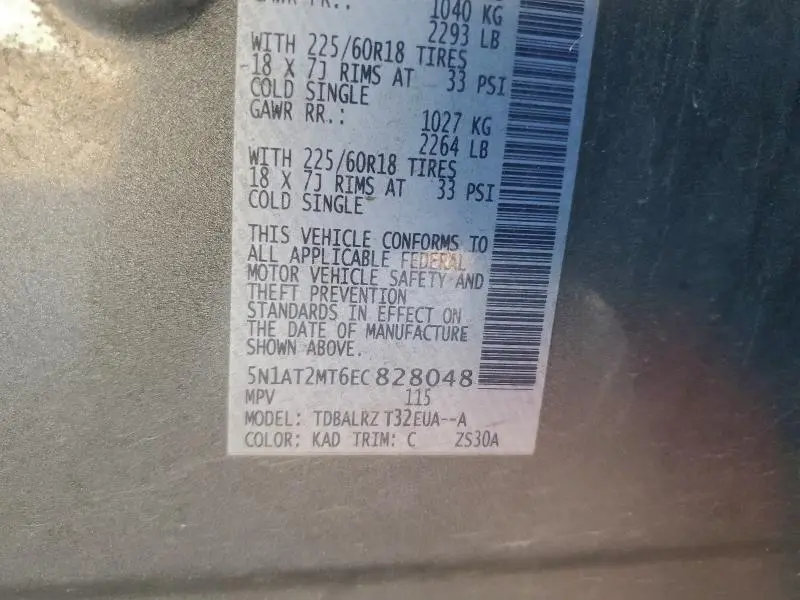 GAWR FR.:
1040 KG
2293 LB
WITH 225/60R18 TIRES
18 X 7J RIMS AT 33 PSI
COLD SINGLE
GAWR RR.:
1027 KG
2264 LB
WITH 225/60R18 TIRES
18 X 7J RIMS AT 33 PSI
COLD SINGLE
THIS VEHICLE CONFORMS TO
ALL APPLICABLE FEDERAL
MOTOR VEHICLE SAFETY AND
THEFT PREVENTION
STANDARDS IN EFFECT ON
THE DATE OF MANUFACTURE
SHOWN ABOVE.
5N1AT2MT6EC828048
MPV 115
MODEL: TDBALRZ T32EUA--A
COLOR: KAD TRIM: C ZS30A